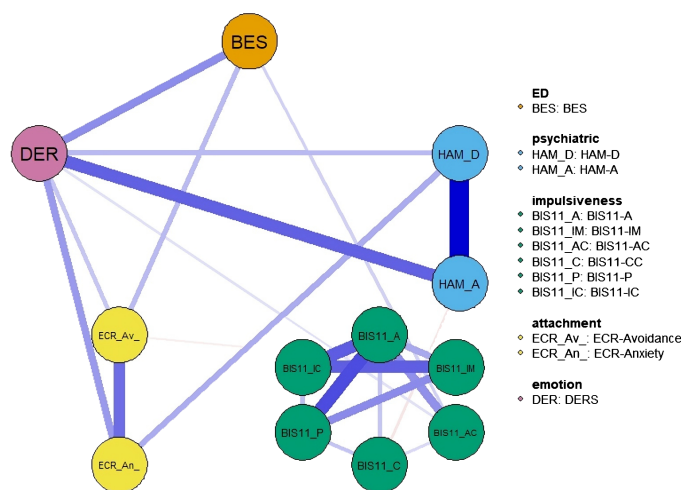 BES
DER
HAM_D
HAM_A
ECR_Av_
ECR_An_
BIS11_A
BIS11_IC
BIS11_IM
BIS11_P
BIS11_AC
BIS11_C
ED
BES: BES
psychiatric
HAM_D: HAM-D
HAM_A: HAM-A
impulsiveness
BIS11_A: BIS11-A
BIS11_IM: BIS11-IM
BIS11_AC: BIS11-AC
BIS11_C: BIS11-CC
BIS11_P: BIS11-P
BIS11_IC: BIS11-IC
attachment
ECR_Av_: ECR-Avoidance
ECR_An_: ECR-Anxiety
emotion
DER: DERS